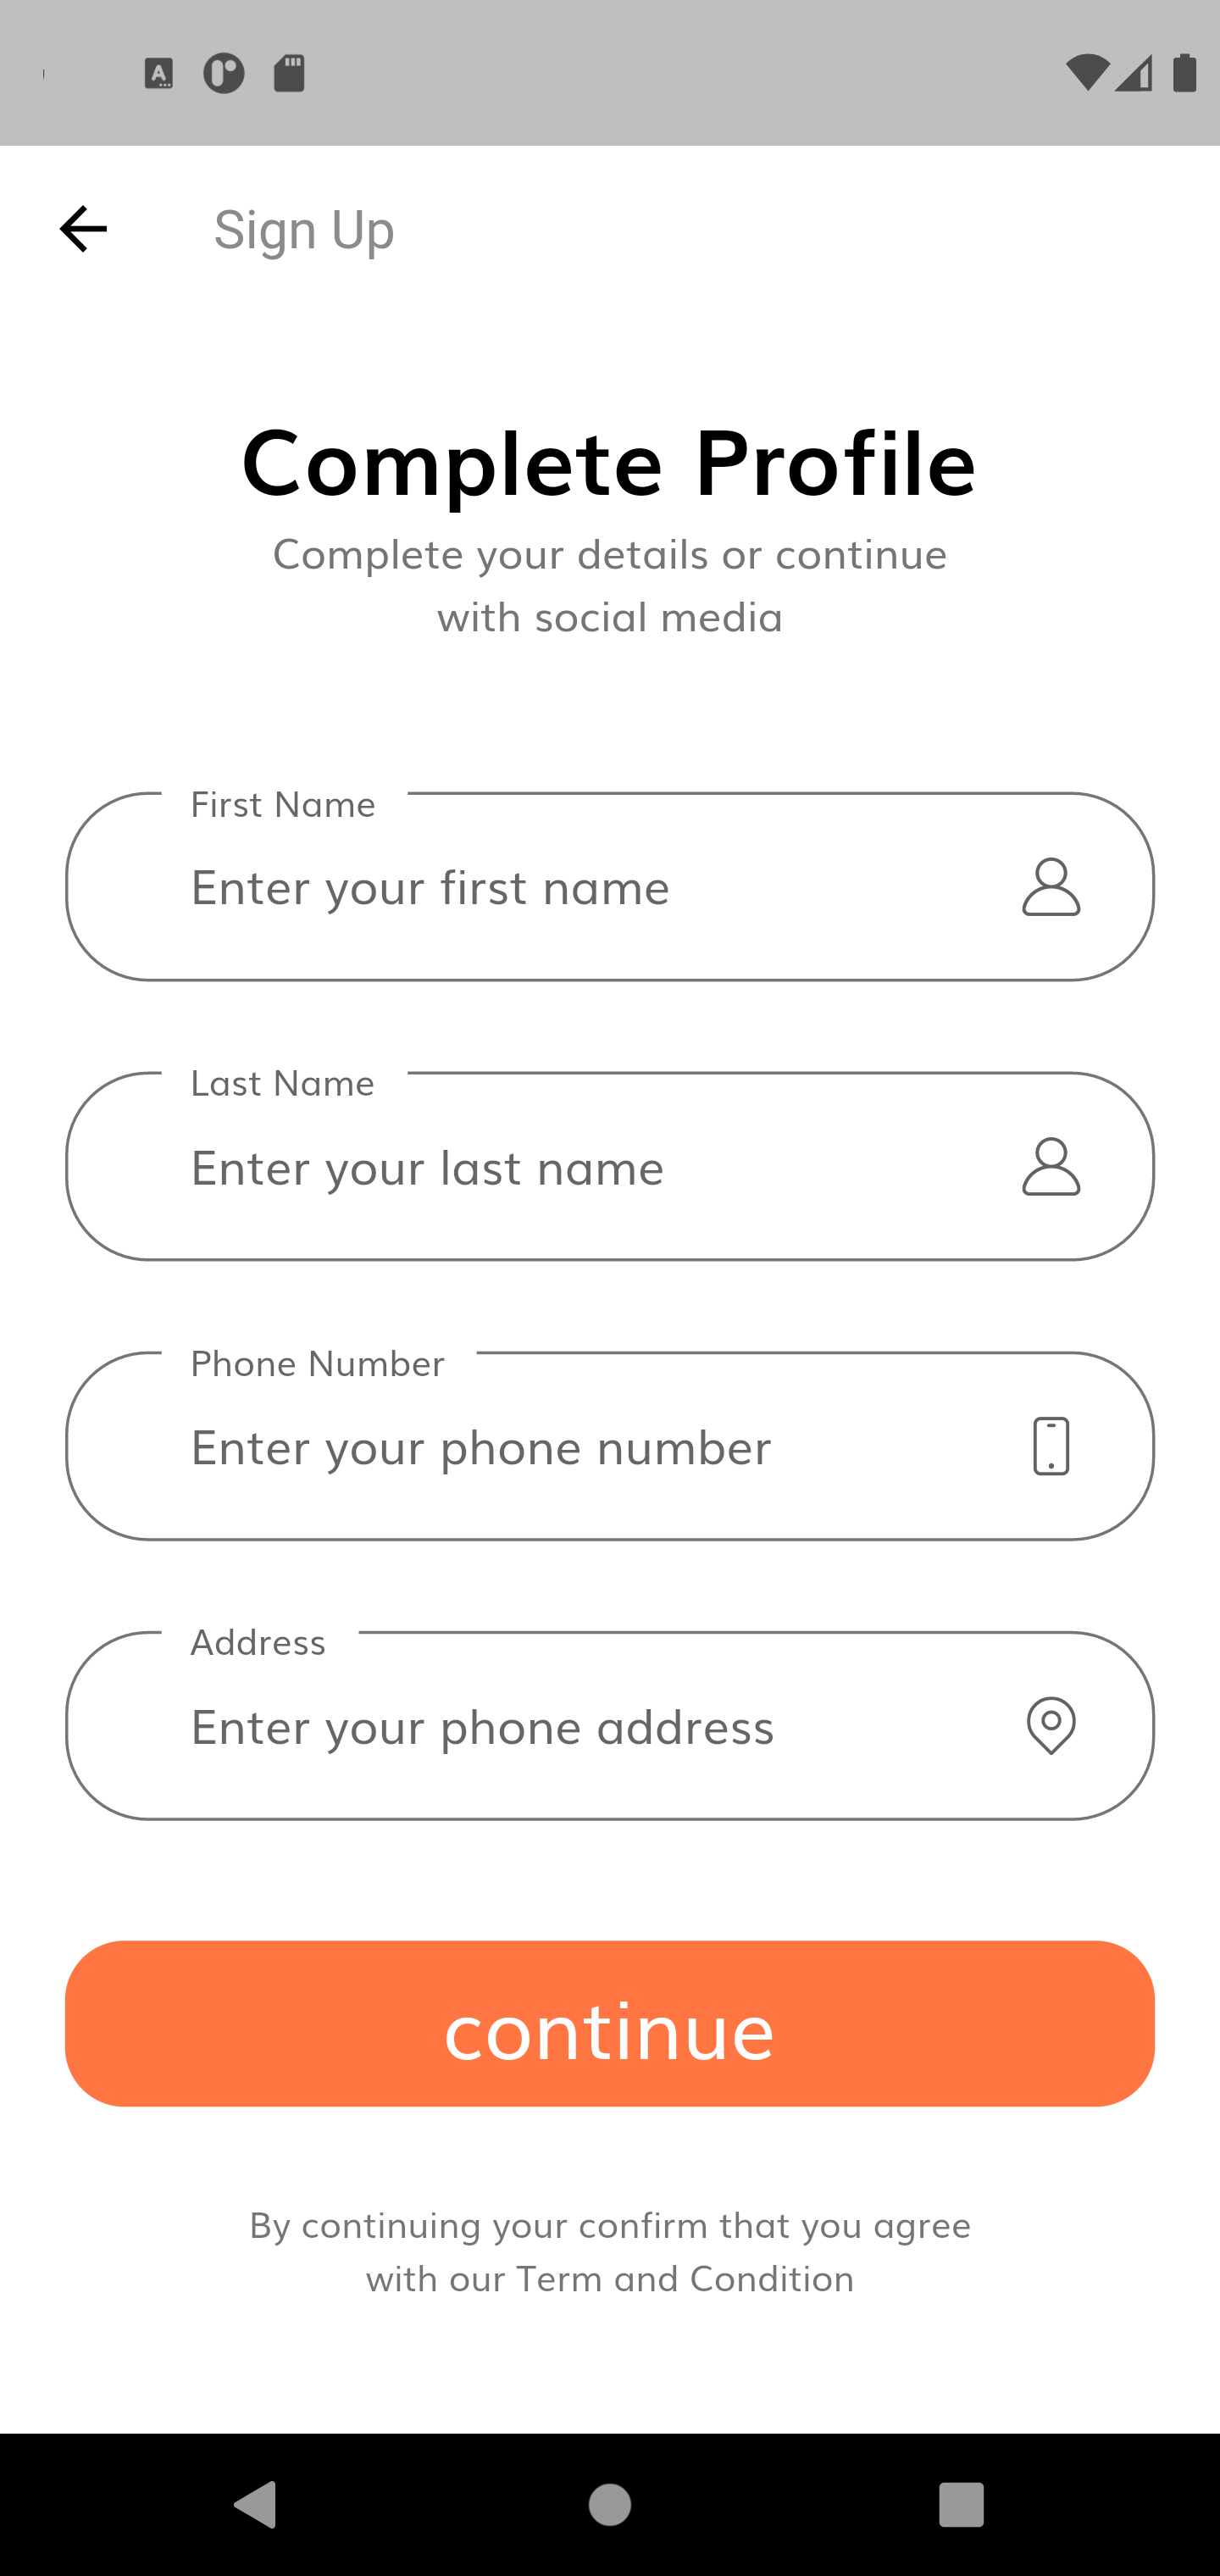 Sign Up
Complete Profile
Complete your details or continue
with social media
First Name
Enter your first name
Last Name
Enter your last name
Phone Number
Enter your phone number
Address
Enter your phone address
continue
By continuing your confirm that you agree
with our Term and Condition